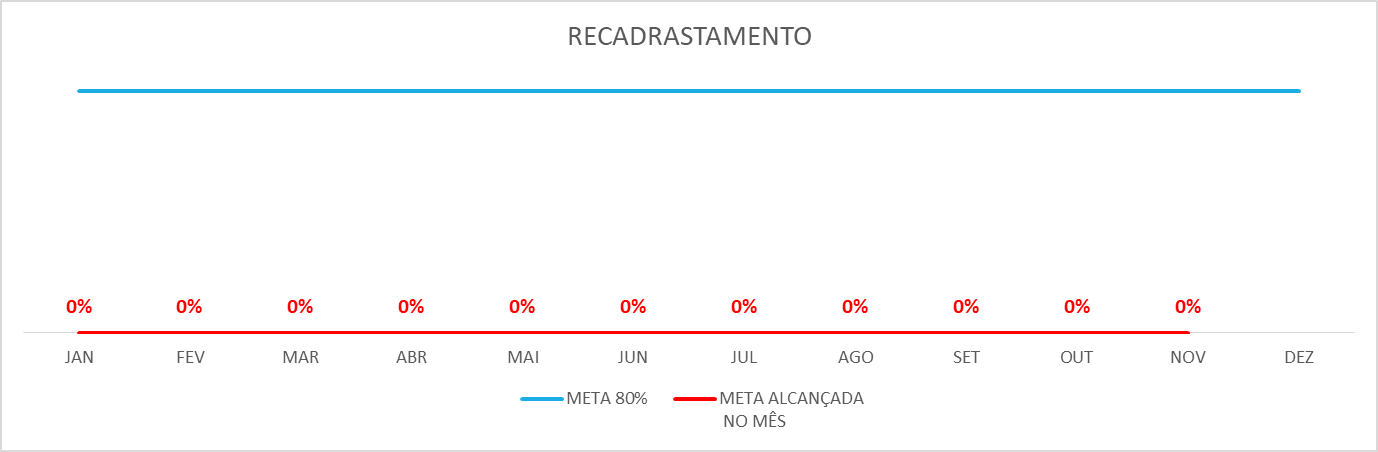 RECADRASTAMENTO
0% 0% 0% 0% 0% 0% 0% 0% 0% 0% 0%
JAN FEV MAR ABR MAI JUN JUL AGO SET OUT NOV DEZ
META 80% META ALCANÇADA
NO MÊS